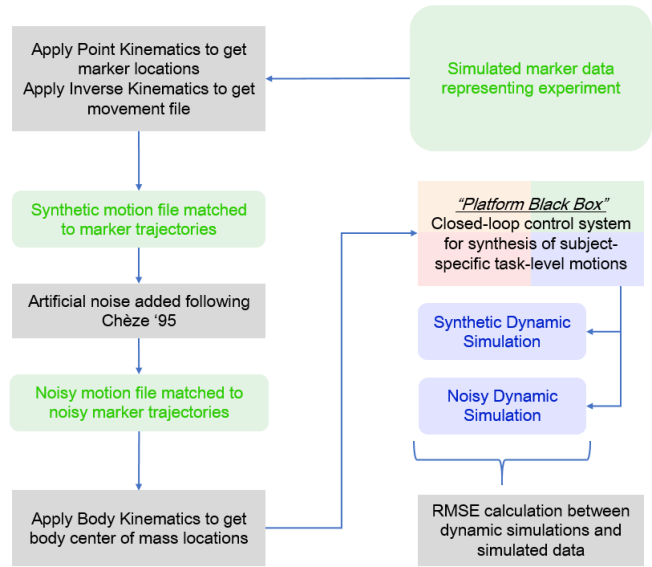 Apply Point Kinematics to get
marker locations
Apply Inverse Kinematics to get
movement file
Simulated marker data
representing experiment
Synthetic motion file matched
to marker trajectories
"Platform Black Box"
Closed-loop control system
for synthesis of subject-
specific task-level motions
Artificial noise added following
Chèze ‘95
Synthetic Dynamic
Simulation
Noisy motion file matched to
noisy marker trajectories
Noisy Dynamic
Simulation
Apply Body Kinematics to get
body center of mass locations
RMSE calculation between
dynamic simulations and
simulated data